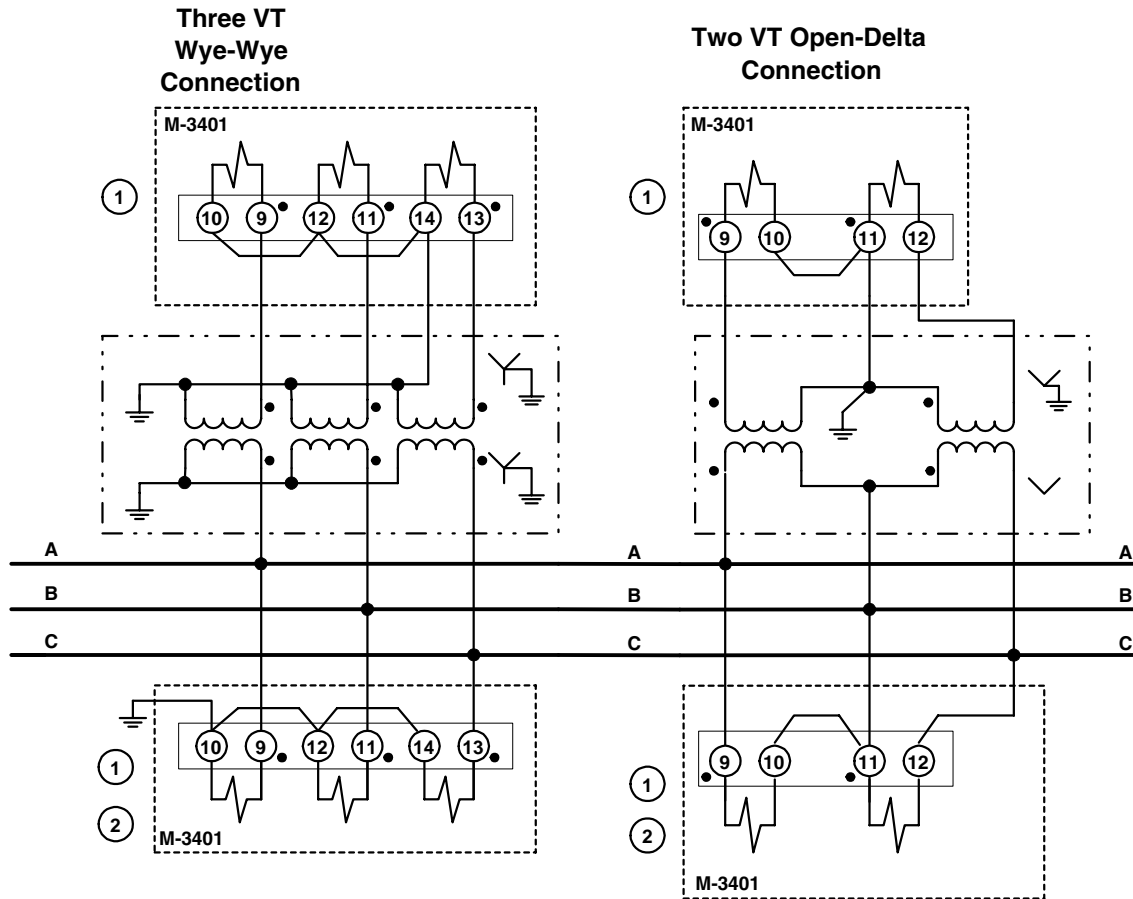 Three VT
Wye-Wye
Connection
Two VT Open-Delta
Connection
M-3401
M-3401
1
10 9 12 11 14 13
1
9 10 11 12
A A A
B B B
C C C
10 9 12 11 14 13
9 10 11 12
1
2
M-3401
1
2
M-3401